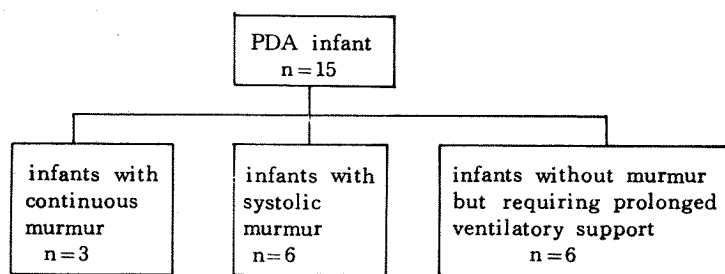 PDA infant
n=15
infants with
continuous
murmur
n=3
infants with
systolic
murmur
n=6
infants without murmur
but requiring prolonged
ventilatory support
n=6